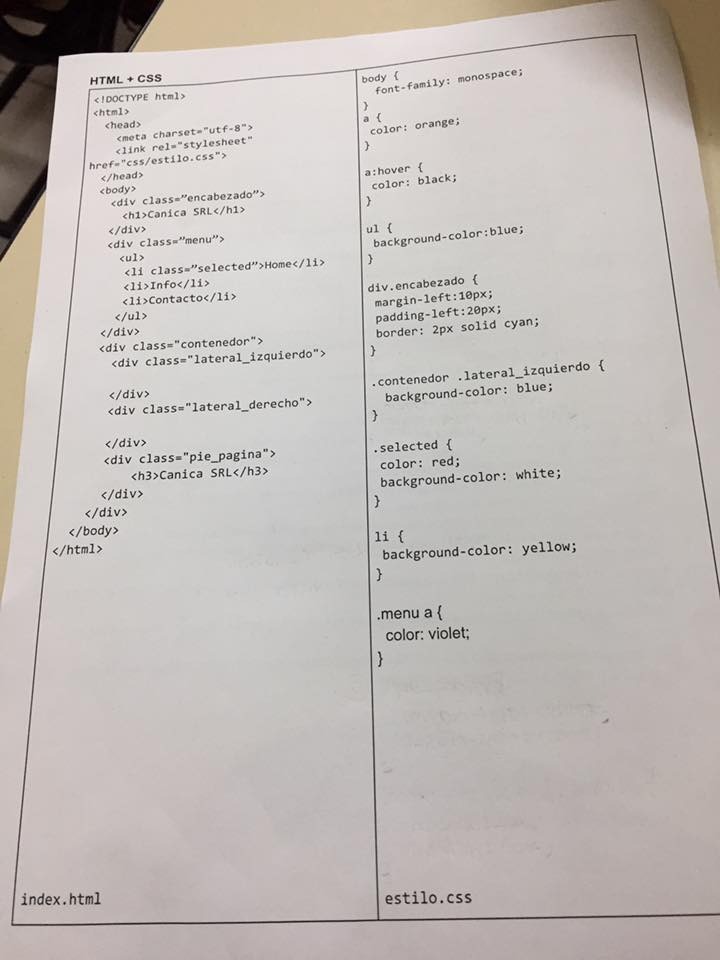 HTML + CSS
<!DOCTYPE html>
<html>
<head>
<meta charset="utf-8">
<link rel="stylesheet"
href="css/estilo.css">
</head>
<body>
<div class=”encabezado”>
<h1>Canica SRL</h1>
</div>
<div class=”menu”>
<ul>
<li class=”selected”>Home</li>
<li>Info</li>
<li>Contacto</li>
</ul>
</div>
<div class="contenedor">
<div class="lateral_izquierdo">
</div>
<div class="lateral_derecho">
</div>
<div class="pie_pagina">
<h3>Canica SRL</h3>
</div>
</div>
</body>
</html>
index.html
body {
font-family: monospace;
}
a {
color: orange;
}
a:hover {
color: black;
}
ul {
background-color:blue;
}
div.encabezado {
margin-left:10px;
padding-left:20px;
border: 2px solid cyan;
}
.contenedor .lateral_izquierdo {
background-color: blue;
}
.selected {
color: red;
background-color: white;
}
li {
background-color: yellow;
}
.menu a {
color: violet;
}
estilo.css